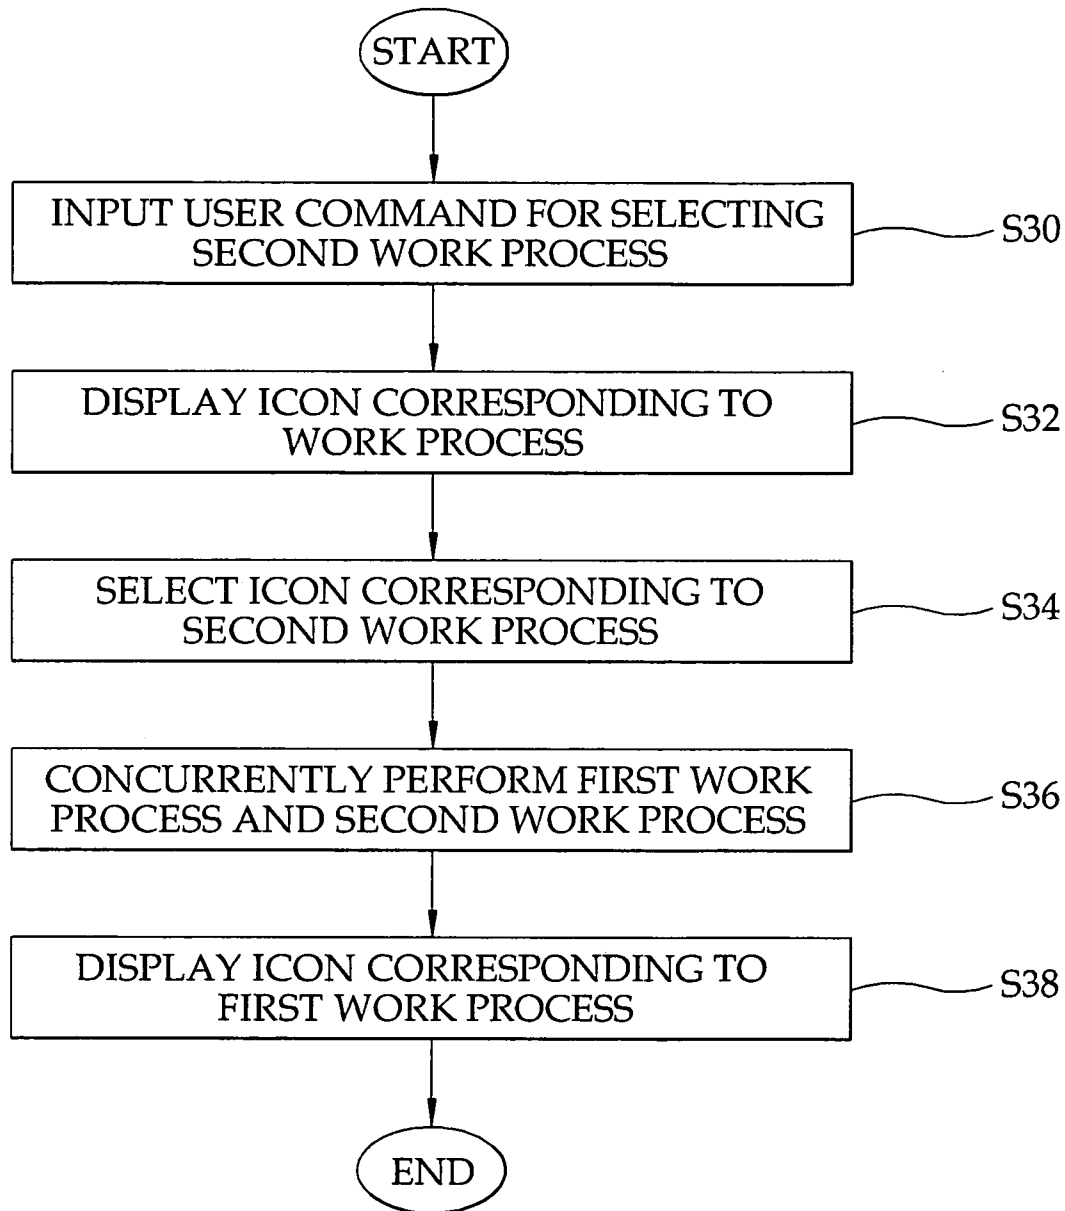 START
INPUT USER COMMAND FOR SELECTING
SECOND WORK PROCESS
S30
DISPLAY ICON CORRESPONDING TO
WORK PROCESS
S32
SELECT ICON CORRESPONDING TO
SECOND WORK PROCESS
S34
CONCURRENTLY PERFORM FIRST WORK
PROCESS AND SECOND WORK PROCESS
S36
DISPLAY ICON CORRESPONDING TO
FIRST WORK PROCESS
S38
END